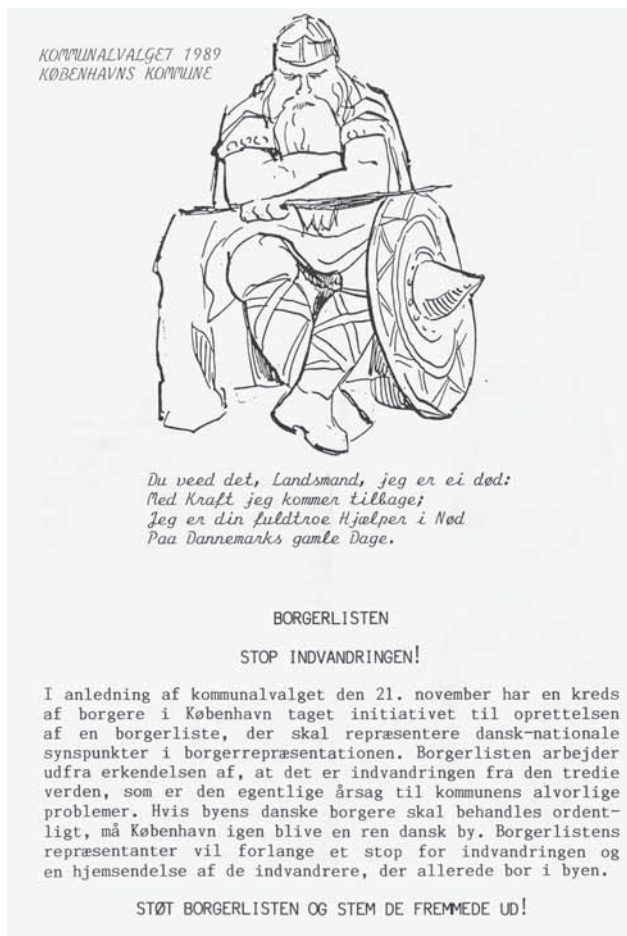 KOMMUNALVALGET 1989
KØBENHAVNS KOMMUNE
Du veed det, Landsmand, jeg er ei død:
Med Kraft jeg kommer tilbage;
Jeg er din fuldtroe Hjælper i Nød
Paa Dannemarks gamle Dage.
BORGERLISTEN
STOP INDVANDRINGEN!
I anledning af kommunalvalget den 21. november har en kreds
af borgere i København taget initiativet til oprettelsen
af en borgerliste, der skal repræsentere dansk-nationale
synspunkter i borgerrepræsentationen. Borgerlisten arbejder
udfra erkendelsen af, at det er indvandringen fra den tredie
verden, som er den egentlige årsag til kommunens alvorlige
problemer. Hvis byens danske borgere skal behandles ordent-
ligt, må København igen blive en ren dansk by. Borgerlistens
repræsentanter vil forlange et stop for indvandringen og
en hjemsendelse af de indvandrere, der allerede bor i byen.
STØT BORGERLISTEN OG STEM DE FREMMEDE UD!